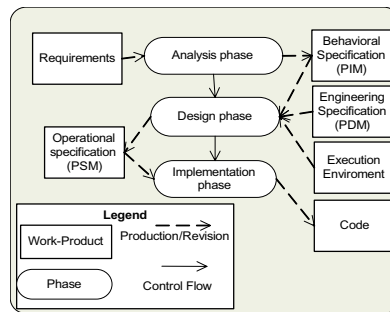 Requirements
Analysis phase
Behavioral
Specification
(PIM)
Design phase
Engineering
Specification
(PDM)
Operational
specification
(PSM)
Implementation
phase
Execution
Enviroment
Code
Legend
Work-Product
Production/Revision
Phase
Control Flow